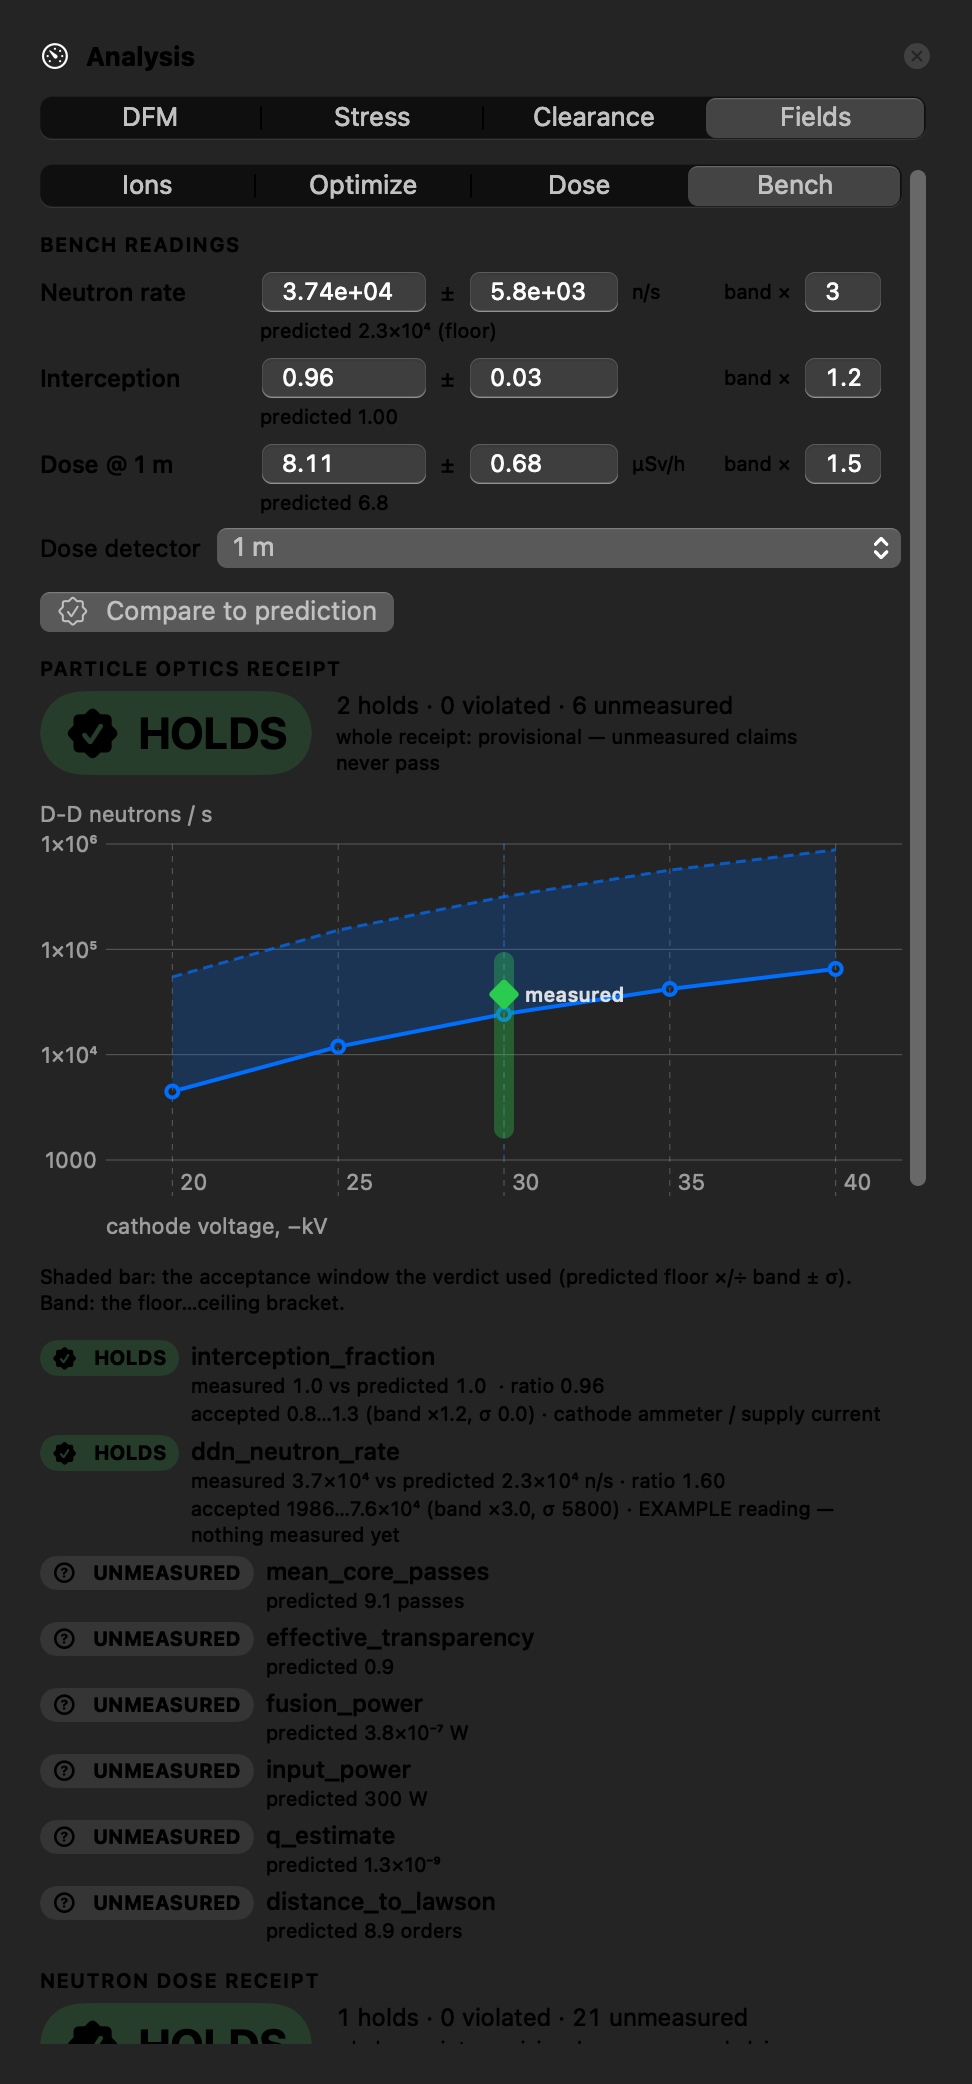 Analysis
DFM Stress Clearance Fields
Ions Optimize Dose Bench
BENCH READINGS
Neutron rate 3.74e+04 ± 5.8e+03 n/s band × 3
predicted 2.3×10⁴ (floor)
Interception 0.96 ± 0.03 band × 1.2
predicted 1.00
Dose @ 1 m 8.11 ± 0.68 µSv/h band × 1.5
predicted 6.8
Dose detector 1 m
Compare to prediction
PARTICLE OPTICS RECEIPT
HOLDS 2 holds · 0 violated · 6 unmeasured
whole receipt: provisional — unmeasured claims
never pass
D-D neutrons / s
1×10⁶
1×10⁵
measured
1×10⁴
1000
20 25 30 35 40
cathode voltage, −kV
Shaded bar: the acceptance window the verdict used (predicted floor ×/÷ band ± σ).
Band: the floor…ceiling bracket.
HOLDS interception_fraction
measured 1.0 vs predicted 1.0 · ratio 0.96
accepted 0.8…1.3 (band ×1.2, σ 0.0) · cathode ammeter / supply current
HOLDS ddn_neutron_rate
measured 3.7×10⁴ vs predicted 2.3×10⁴ n/s · ratio 1.60
accepted 1986…7.6×10⁴ (band ×3.0, σ 5800) · EXAMPLE reading —
nothing measured yet
UNMEASURED mean_core_passes
predicted 9.1 passes
UNMEASURED effective_transparency
predicted 0.9
UNMEASURED fusion_power
predicted 3.8×10⁻⁷ W
UNMEASURED input_power
predicted 300 W
UNMEASURED q_estimate
predicted 1.3×10⁻⁹
UNMEASURED distance_to_lawson
predicted 8.9 orders
NEUTRON DOSE RECEIPT
HOLDS 1 holds · 0 violated · 21 unmeasured